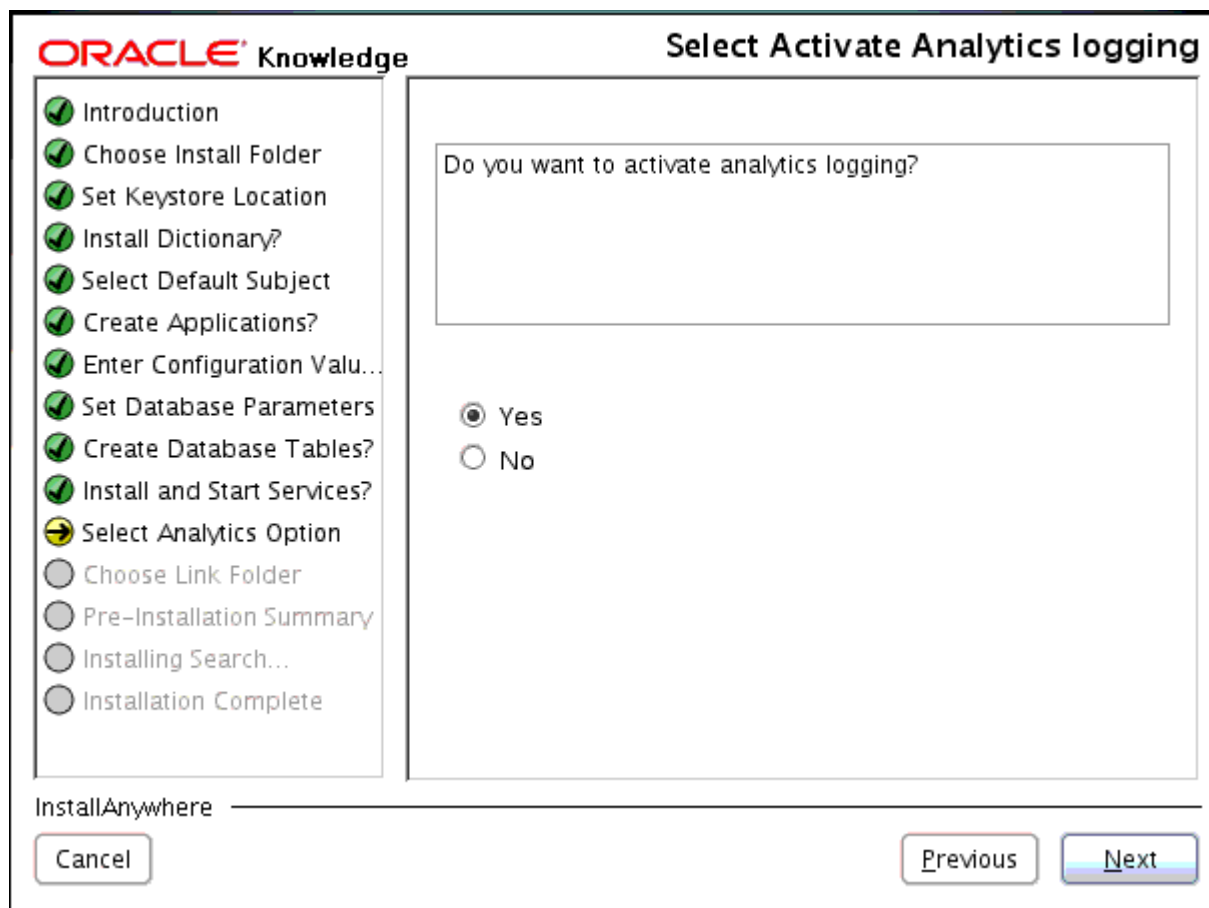 ORACLE Knowledge
Select Activate Analytics logging
Introduction
Choose Install Folder
Set Keystore Location
Install Dictionary?
Select Default Subject
Create Applications?
Enter Configuration Valu...
Set Database Parameters
Create Database Tables?
Install and Start Services?
Select Analytics Option
Choose Link Folder
Pre-Installation Summary
Installing Search...
Installation Complete
Do you want to activate analytics logging?
Yes
No
InstallAnywhere
Cancel
Previous
Next